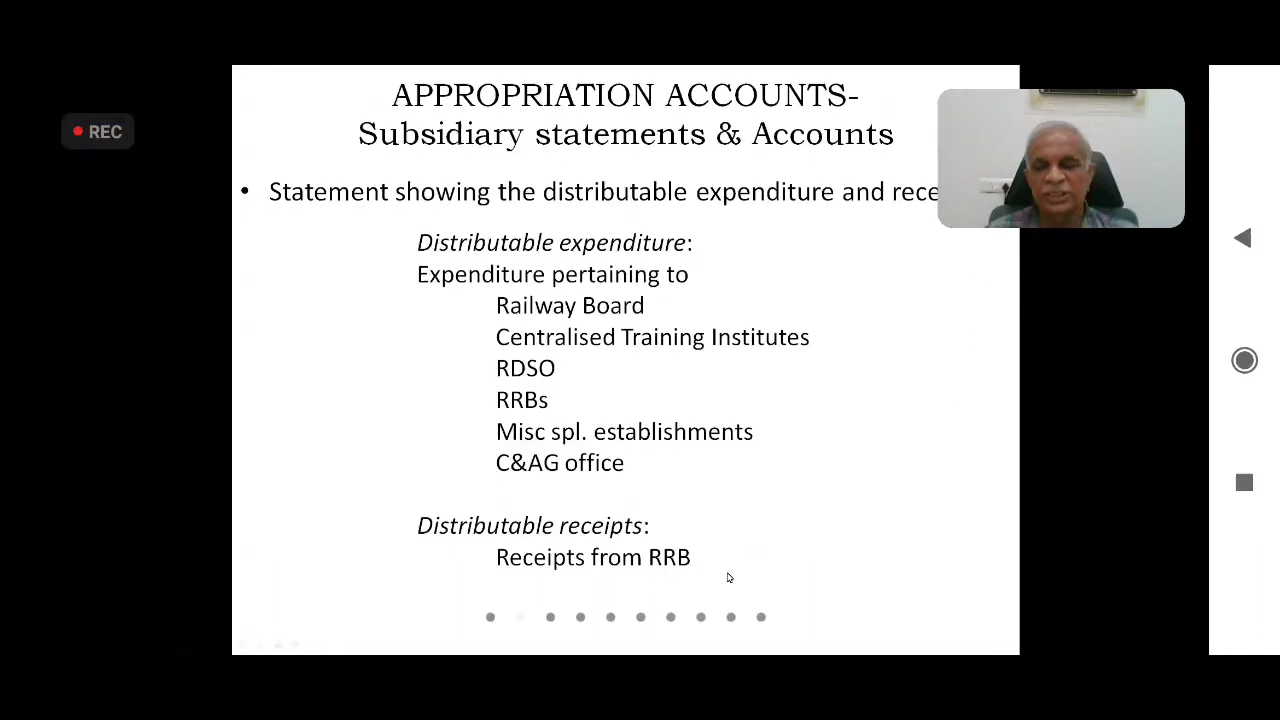 REC
APPROPRIATION ACCOUNTS-
Subsidiary statements & Accounts
• Statement showing the distributable expenditure and
Distributable expenditure:
Expenditure pertaining to
Railway Board
Centralised Training Institutes
RDSO
RRBs
Misc spl. establishments
C&AG office
Distributable receipts:
Receipts from RRB